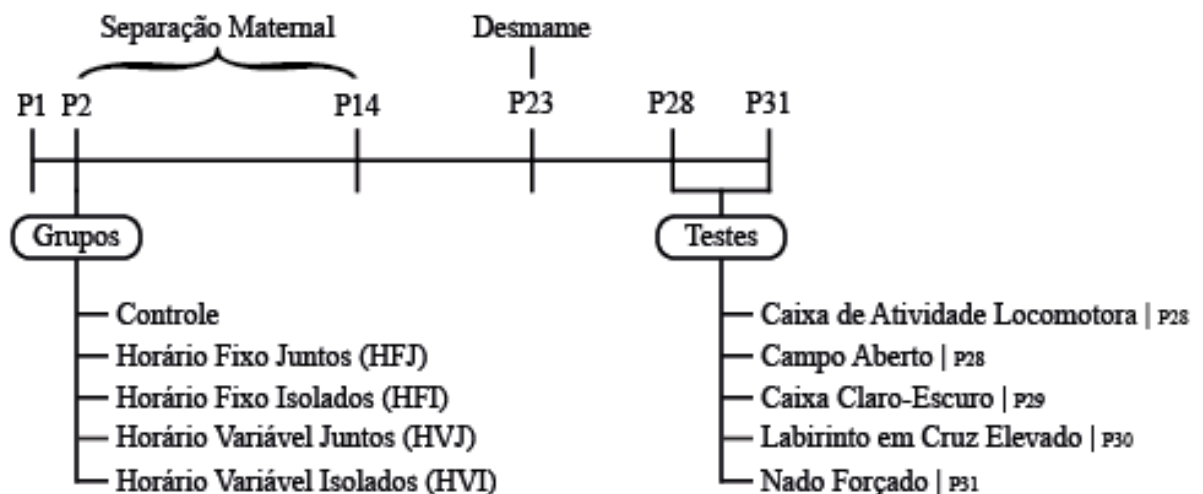 Separação Maternal
Desmame
P1 P2 P14 P23 P28 P31
Grupos
Controle
Horário Fixo Juntos (HFJ)
Horário Fixo Isolados (HFI)
Horário Variável Juntos (HVJ)
Horário Variável Isolados (HVI)
Testes
Caixa de Atividade Locomotora | P28
Campo Aberto | P28
Caixa Claro-Escuro | P29
Labirinto em Cruz Elevado | P30
Nado Forçado | P31